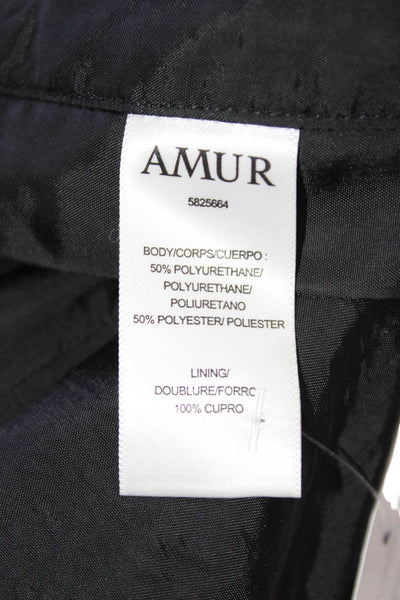 AMUR
5825664
BODY/CORPS/CUERPO :
50% POLYURETHANE/
POLYURETHANE/
POLIURETANO
50% POLYESTER/ POLIESTER
LINING/
DOUBLURE/FORRO
100% CUPRO